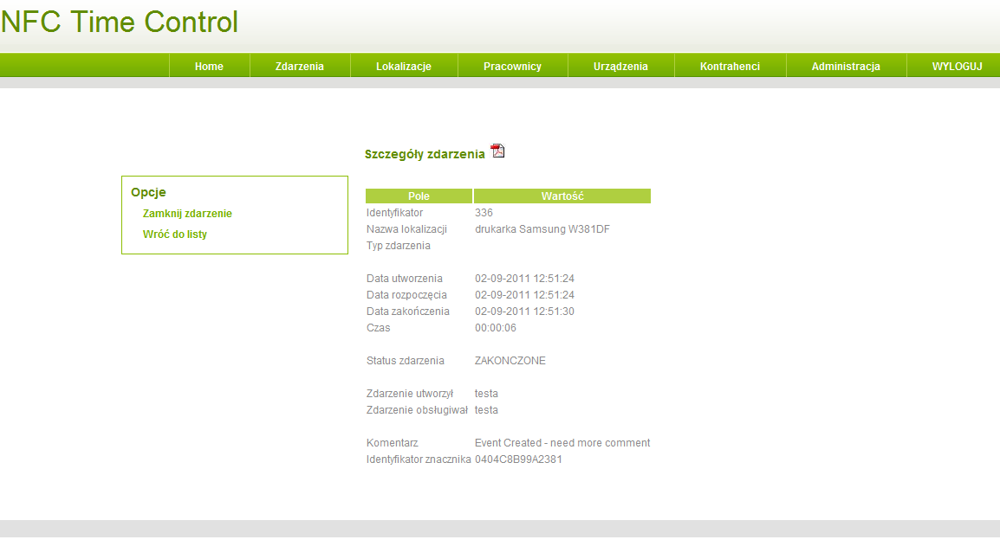 NFC Time Control
Home Zdarzenia Lokalizacje Pracownicy Urządzenia Kontrahenci Administracja WYLOGUJ
Szczegóły zdarzenia
Opcje
Zamknij zdarzenie
Wróć do listy
Pole Wartość
Identyfikator 336
Nazwa lokalizacji drukarka Samsung W381DF
Typ zdarzenia
Data utworzenia 02-09-2011 12:51:24
Data rozpoczęcia 02-09-2011 12:51:24
Data zakończenia 02-09-2011 12:51:30
Czas 00:00:06
Status zdarzenia ZAKONCZONE
Zdarzenie utworzył testa
Zdarzenie obsługiwał testa
Komentarz Event Created - need more comment
Identyfikator znacznika 0404C8B99A2381